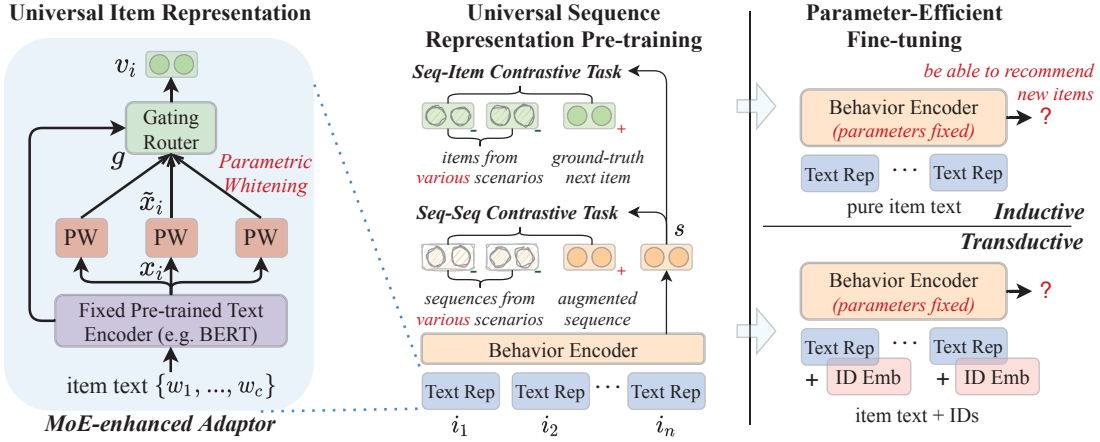 Universal Item Representation
v_i
Gating
Router
g
Parametric
Whitening
x̃_i
PW
PW
PW
x_i
Fixed Pre-trained Text
Encoder (e.g. BERT)
item text {w_1, ..., w_c}
MoE-enhanced Adaptor
Universal Sequence
Representation Pre-training
Seq-Item Contrastive Task
- - +
items from
various scenarios
ground-truth
next item
Seq-Seq Contrastive Task
s
- - +
sequences from
various scenarios
augmented
sequence
Behavior Encoder
Text Rep Text Rep ··· Text Rep
i_1 i_2 i_n
Parameter-Efficient
Fine-tuning
be able to recommend
new items
Behavior Encoder
(parameters fixed)
?
Text Rep ··· Text Rep
pure item text
Inductive
Transductive
Behavior Encoder
(parameters fixed)
?
Text Rep ··· Text Rep
+ ID Emb + ID Emb
item text + IDs